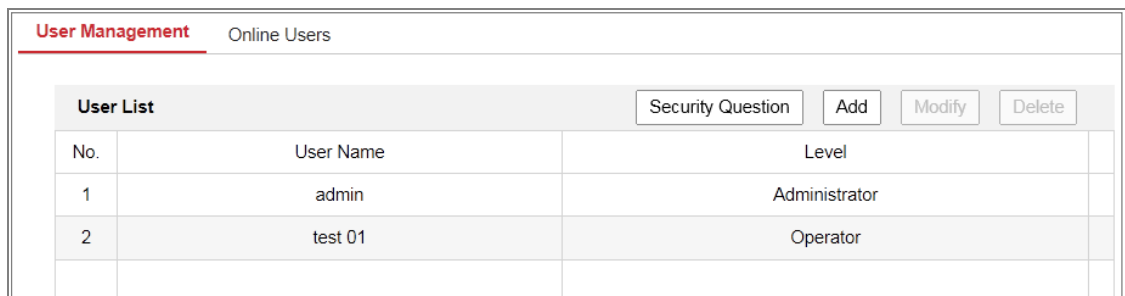 User Management Online Users
User List Security Question Add Modify Delete
No. User Name Level
1 admin Administrator
2 test 01 Operator